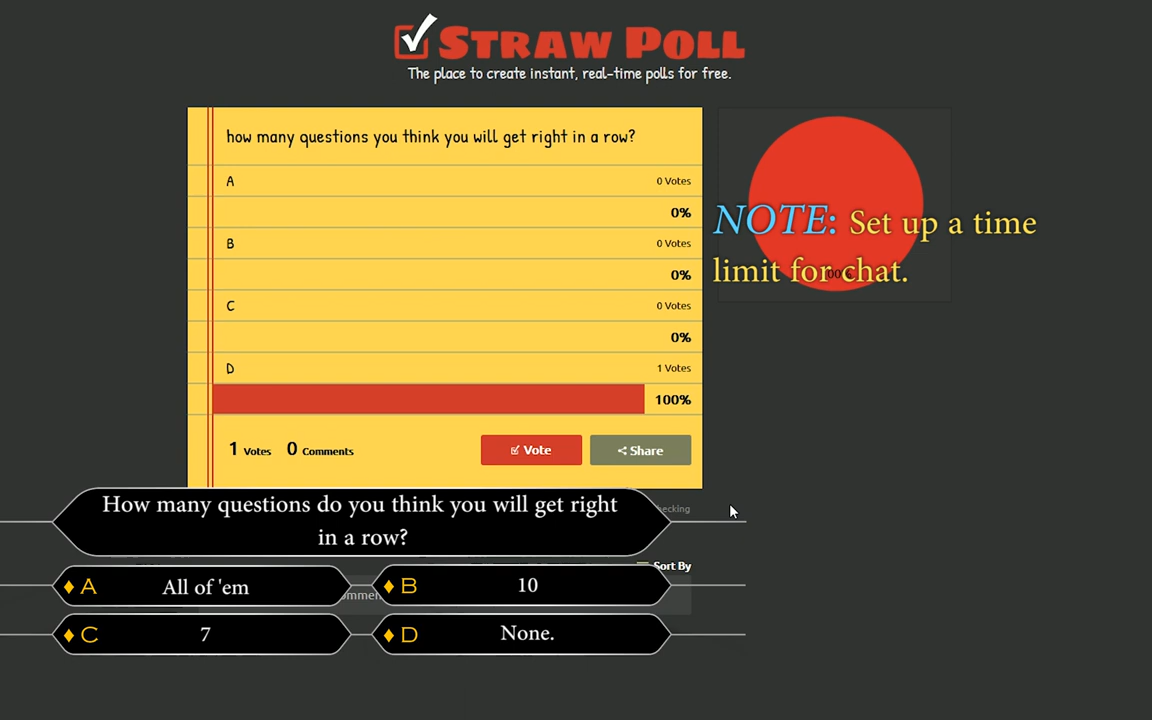 STRAW POLL
The place to create instant, real-time polls for free.
how many questions you think you will get right in a row?
A
0 Votes
0%
B
0 Votes
0%
C
0 Votes
0%
D
1 Votes
100%
1 Votes 0 Comments
Vote
Share
NOTE: Set up a time
limit for chat.
hecking
How many questions do you think you will get right
in a row?
Sort By
A All of 'em
B 10
C 7
D None.